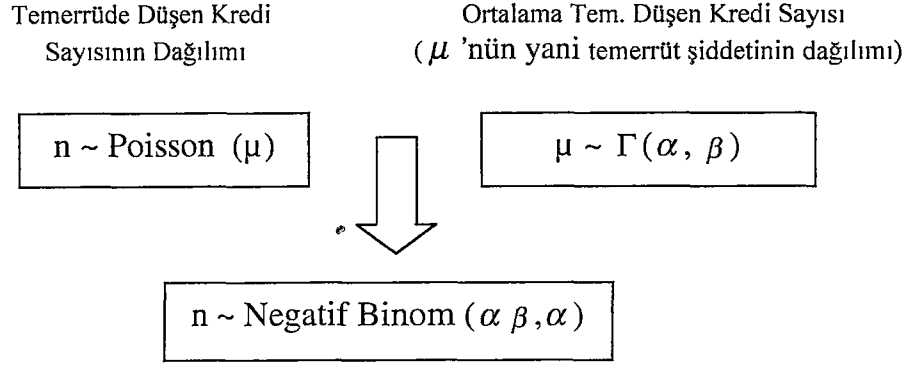 Temerrüde Düşen Kredi
Sayısının Dağılımı
Ortalama Tem. Düşen Kredi Sayısı
( μ 'nün yani temerrüt şiddetinin dağılımı)
n ~ Poisson (μ)
μ ~ Γ(α, β)
n ~ Negatif Binom (α β,α)